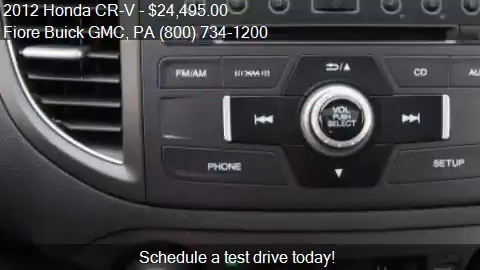 2012 Honda CR-V - $24,495.00
Fiore Buick GMC, PA (800) 734-1200
FM/AM
CD
VOL
PUSH
SELECT
PHONE
SETUP
Schedule a test drive today!